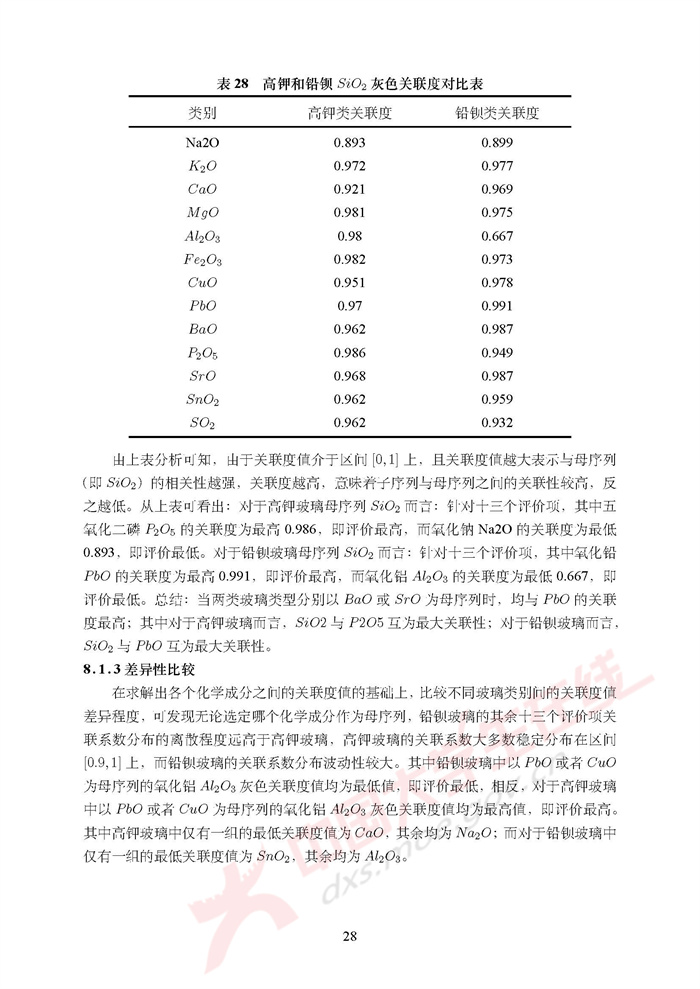 表 28 高钾和铅钡 SiO₂ 灰色关联度对比表
类别 高钾类关联度 铅钡类关联度
Na2O 0.893 0.899
K₂O 0.972 0.977
CaO 0.921 0.969
MgO 0.981 0.975
Al₂O₃ 0.98 0.667
Fe₂O₃ 0.982 0.973
CuO 0.951 0.978
PbO 0.97 0.991
BaO 0.962 0.987
P₂O₅ 0.986 0.949
SrO 0.968 0.987
SnO₂ 0.962 0.959
SO₂ 0.962 0.932
由上表分析可知，由于关联度值介于区间 [0,1] 上，且关联度值越大表示与母序列
(即 SiO₂) 的相关性越强，关联度越高，意味着子序列与母序列之间的关联性较高，反
之越低。从上表可看出：对于高钾玻璃母序列 SiO₂ 而言：针对十三个评价项，其中五
氧化二磷 P₂O₅ 的关联度为最高 0.986，即评价最高，而氧化钠 Na2O 的关联度为最低
0.893，即评价最低。对于铅钡玻璃母序列 SiO₂ 而言：针对十三个评价项，其中氧化铅
PbO 的关联度为最高 0.991，即评价最高，而氧化铝 Al₂O₃ 的关联度为最低 0.667，即
评价最低。总结：当两类玻璃类型分别以 BaO 或 SrO 为母序列时，均与 PbO 的关联
度最高；其中对于高钾玻璃而言，SiO2 与 P2O5 互为最大关联性；对于铅钡玻璃而言，
SiO₂ 与 PbO 互为最大关联性。
8.1.3 差异性比较
在求解出各个化学成分之间的关联度值的基础上，比较不同玻璃类别间的关联度值
差异程度，可发现无论选定哪个化学成分作为母序列，铅钡玻璃的其余十三个评价项关
联系数分布的离散程度远高于高钾玻璃，高钾玻璃的关联系数大多数稳定分布在区间
[0.9,1] 上，而铅钡玻璃的关联系数分布波动性较大。其中铅钡玻璃中以 PbO 或者 CuO
为母序列的氧化铝 Al₂O₃ 灰色关联度值均为最低值，即评价最低，相反，对于高钾玻璃
中以 PbO 或者 CuO 为母序列的氧化铝 Al₂O₃ 灰色关联度值均为最高值，即评价最高。
其中高钾玻璃中仅有一组的最低关联度值为 CaO，其余均为 Na₂O；而对于铅钡玻璃中
仅有一组的最低关联度值为 SnO₂，其余均为 Al₂O₃。
中国大学生在线
dxs.moe.gov.cn
28